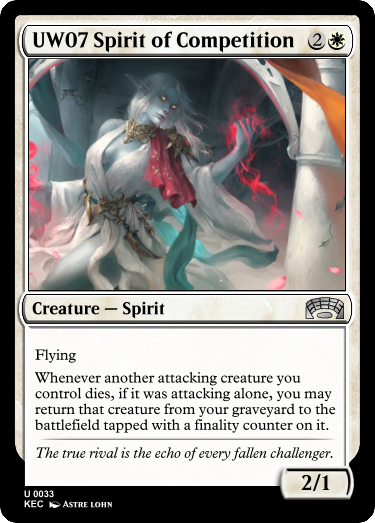 UW07 Spirit of Competition 2
Creature — Spirit
Flying
Whenever another attacking creature you
control dies, if it was attacking alone, you may
return that creature from your graveyard to the
battlefield tapped with a finality counter on it.
The true rival is the echo of every fallen challenger.
2/1
U 0033
KEC Astre Lohn